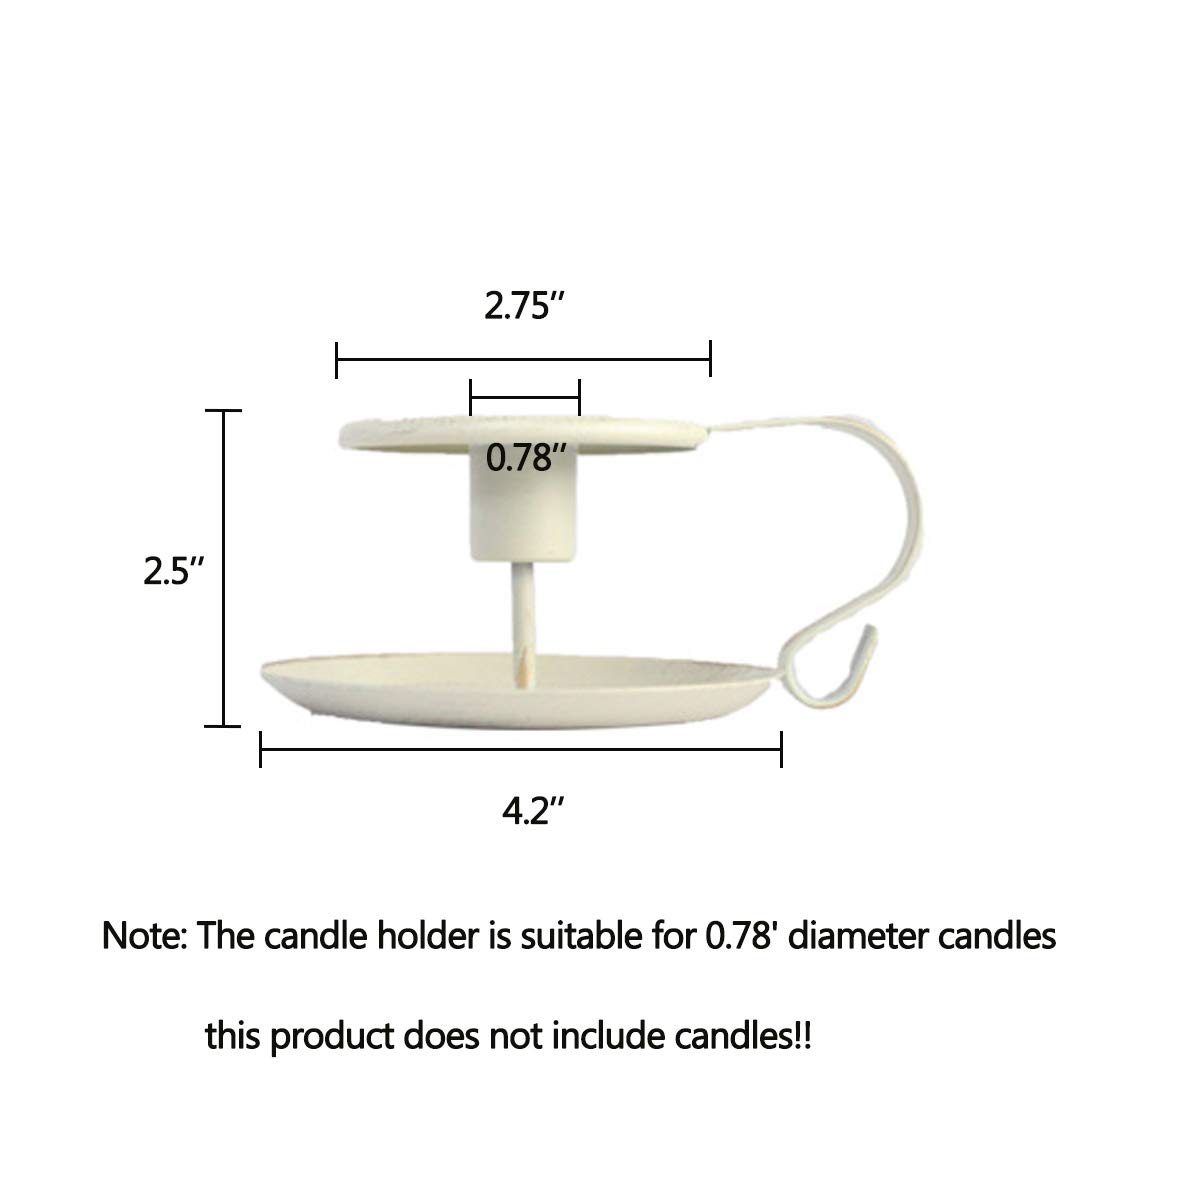 2.75’’
0.78’’
2.5’’
4.2’’
Note: The candle holder is suitable for 0.78' diameter candles
this product does not include candles!!